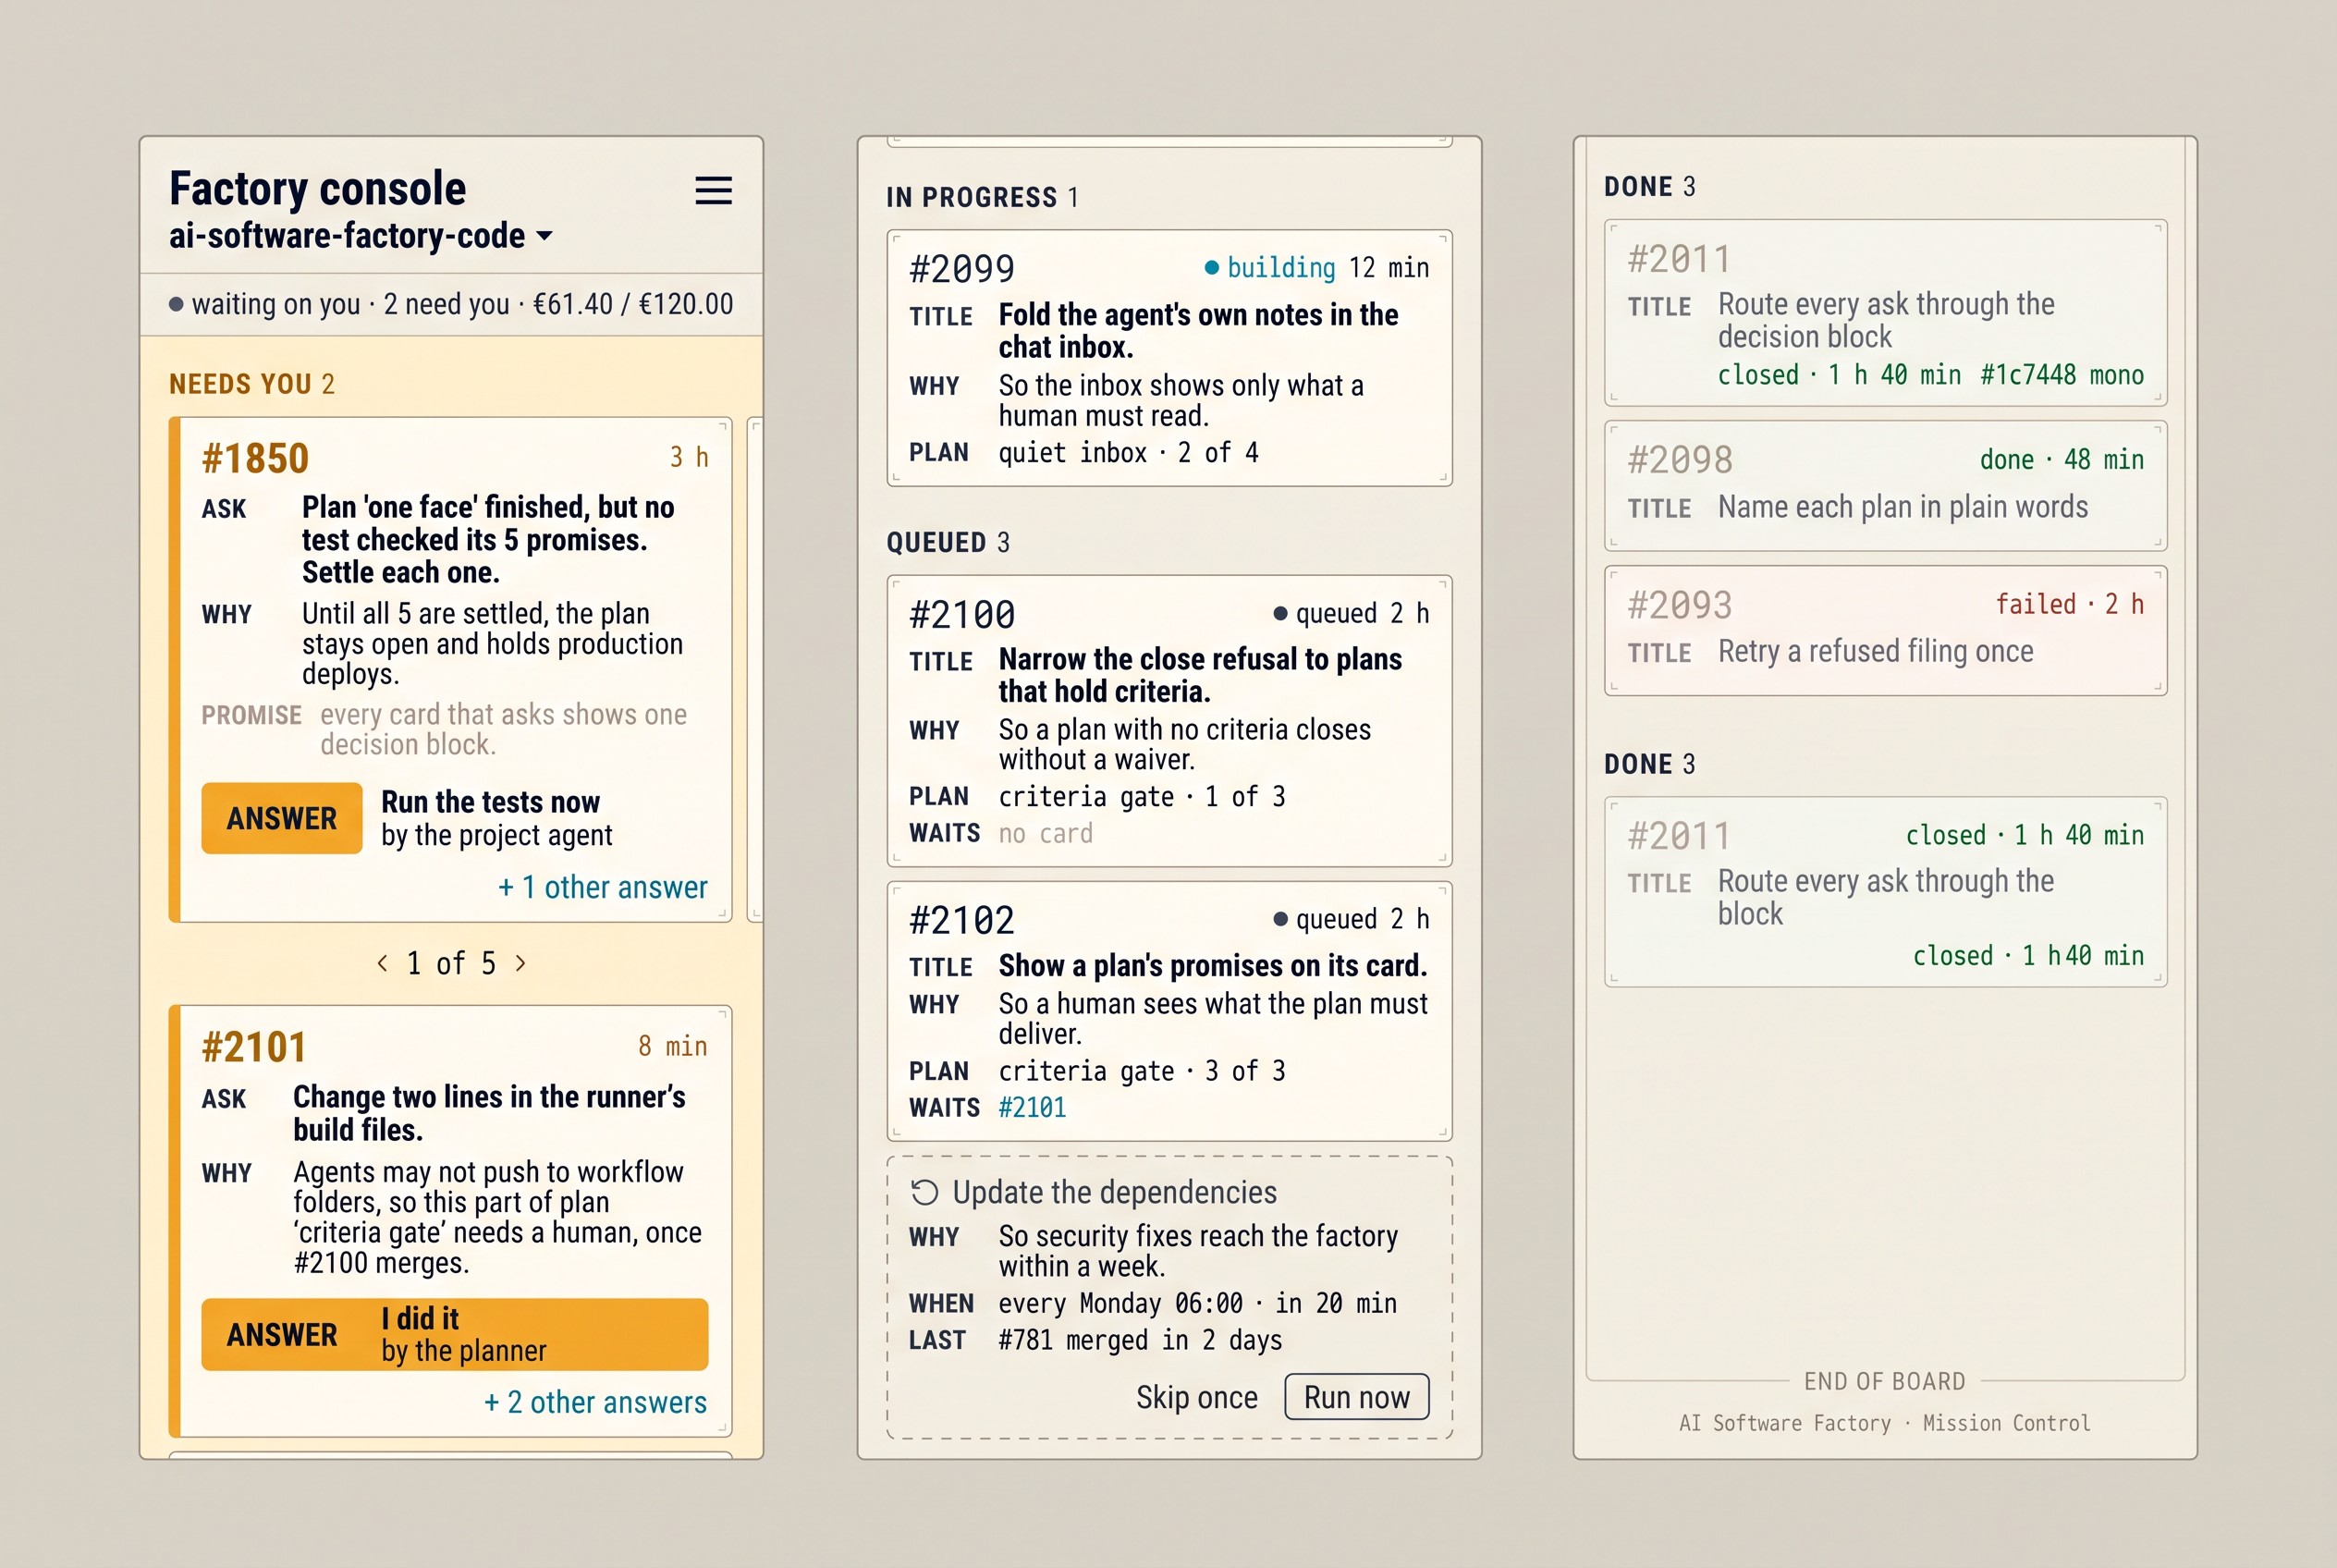 Factory console
ai-software-factory-code
waiting on you · 2 need you · €61.40 / €120.00
NEEDS YOU 2
#1850 3 h
ASK Plan 'one face' finished, but no
test checked its 5 promises.
Settle each one.
WHY Until all 5 are settled, the plan
stays open and holds production
deploys.
PROMISE every card that asks shows one
decision block.
ANSWER Run the tests now
by the project agent
+ 1 other answer
‹ 1 of 5 ›
#2101 8 min
ASK Change two lines in the runner’s
build files.
WHY Agents may not push to workflow
folders, so this part of plan
‘criteria gate’ needs a human, once
#2100 merges.
ANSWER I did it
by the planner
+ 2 other answers
IN PROGRESS 1
#2099 building 12 min
TITLE Fold the agent's own notes in the
chat inbox.
WHY So the inbox shows only what a
human must read.
PLAN quiet inbox · 2 of 4
QUEUED 3
#2100 queued 2 h
TITLE Narrow the close refusal to plans
that hold criteria.
WHY So a plan with no criteria closes
without a waiver.
PLAN criteria gate · 1 of 3
WAITS no card
#2102 queued 2 h
TITLE Show a plan's promises on its card.
WHY So a human sees what the plan must
deliver.
PLAN criteria gate · 3 of 3
WAITS #2101
Update the dependencies
WHY So security fixes reach the factory
within a week.
WHEN every Monday 06:00 · in 20 min
LAST #781 merged in 2 days
Skip once Run now
DONE 3
#2011
TITLE Route every ask through the
decision block
closed · 1 h 40 min #1c7448 mono
#2098 done · 48 min
TITLE Name each plan in plain words
#2093 failed · 2 h
TITLE Retry a refused filing once
DONE 3
#2011 closed · 1 h 40 min
TITLE Route every ask through the
block
closed · 1 h 40 min
END OF BOARD
AI Software Factory · Mission Control